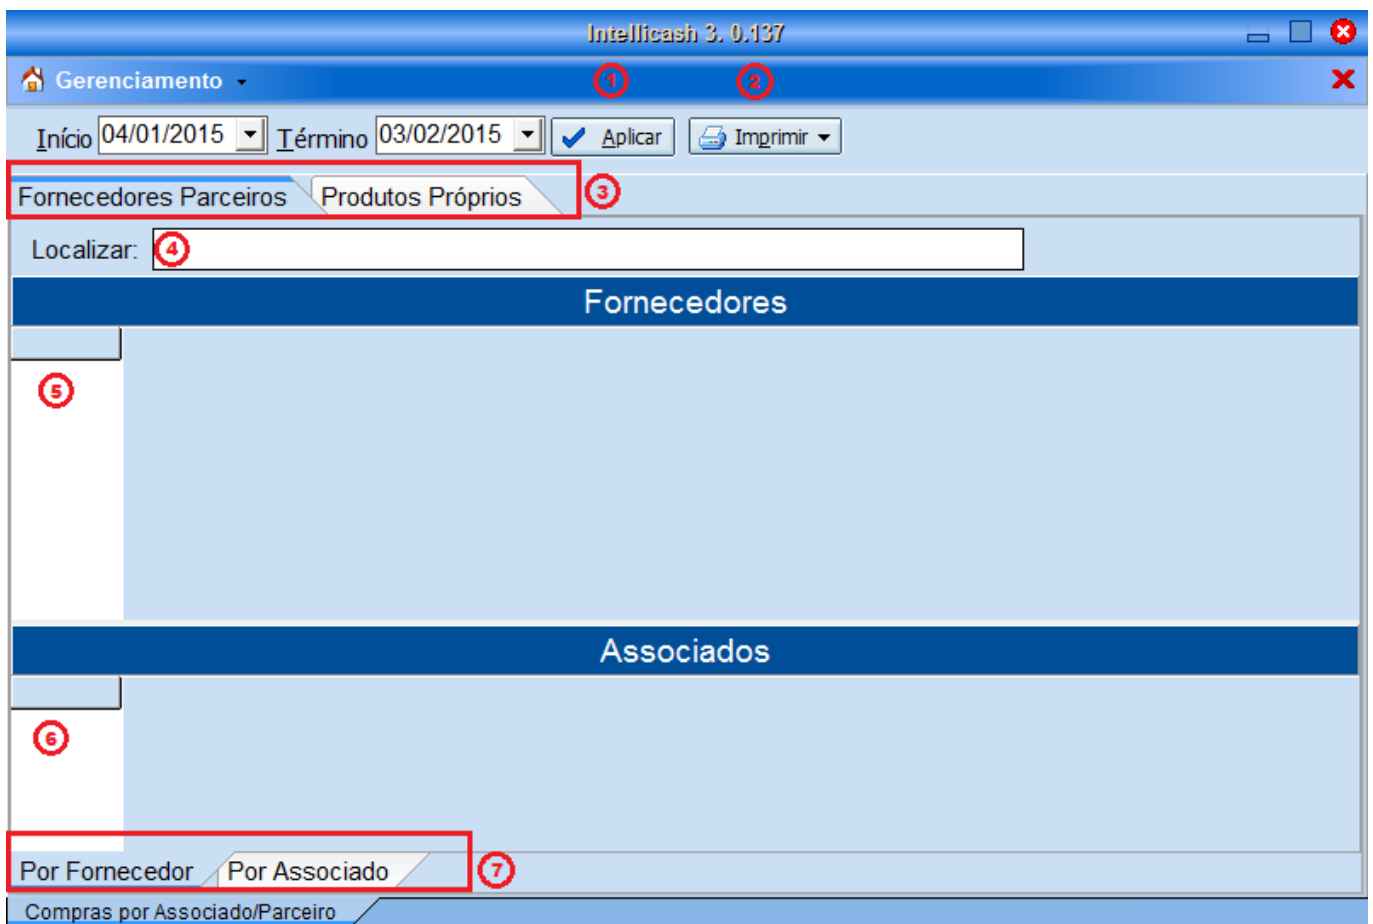 Intellicash 3. 0.137
Gerenciamento
1 2
Início 04/01/2015 Término 03/02/2015 Aplicar Imprimir
Fornecedores Parceiros Produtos Próprios 3
Localizar: 4
Fornecedores
5
Associados
6
Por Fornecedor Por Associado 7
Compras por Associado/Parceiro